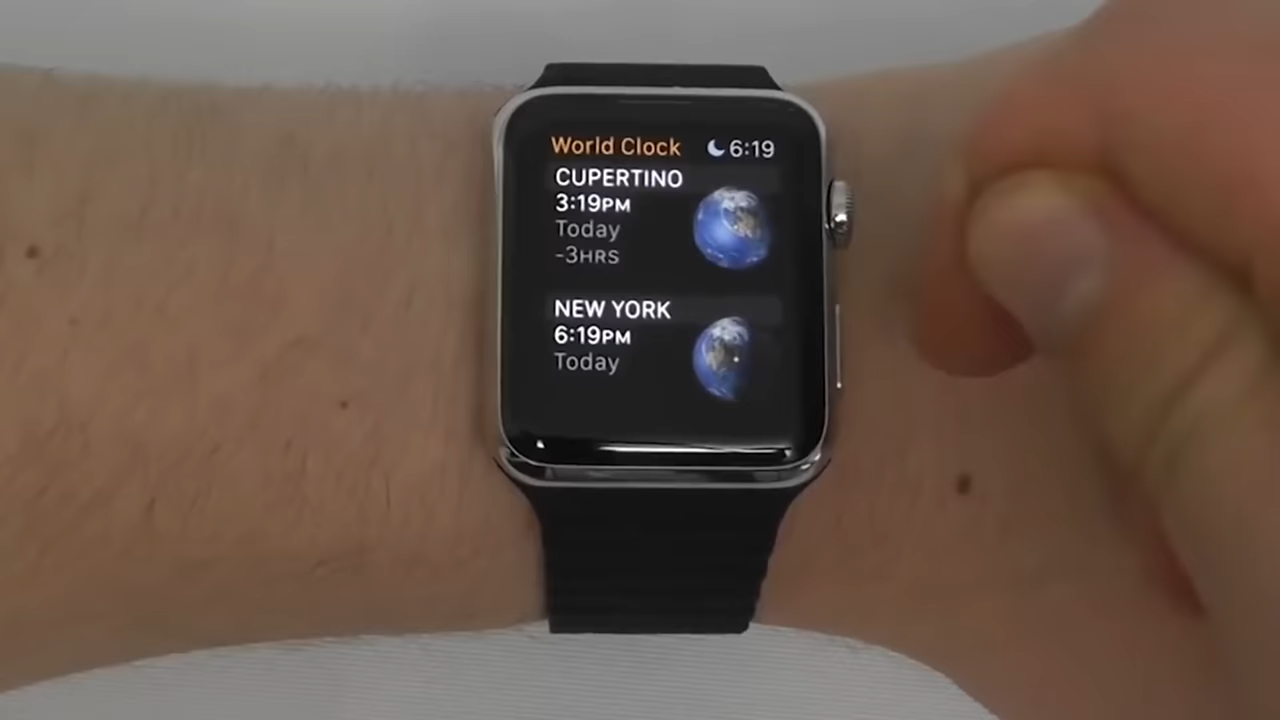 World Clock 6:19
CUPERTINO
3:19PM
Today
-3HRS
NEW YORK
6:19PM
Today